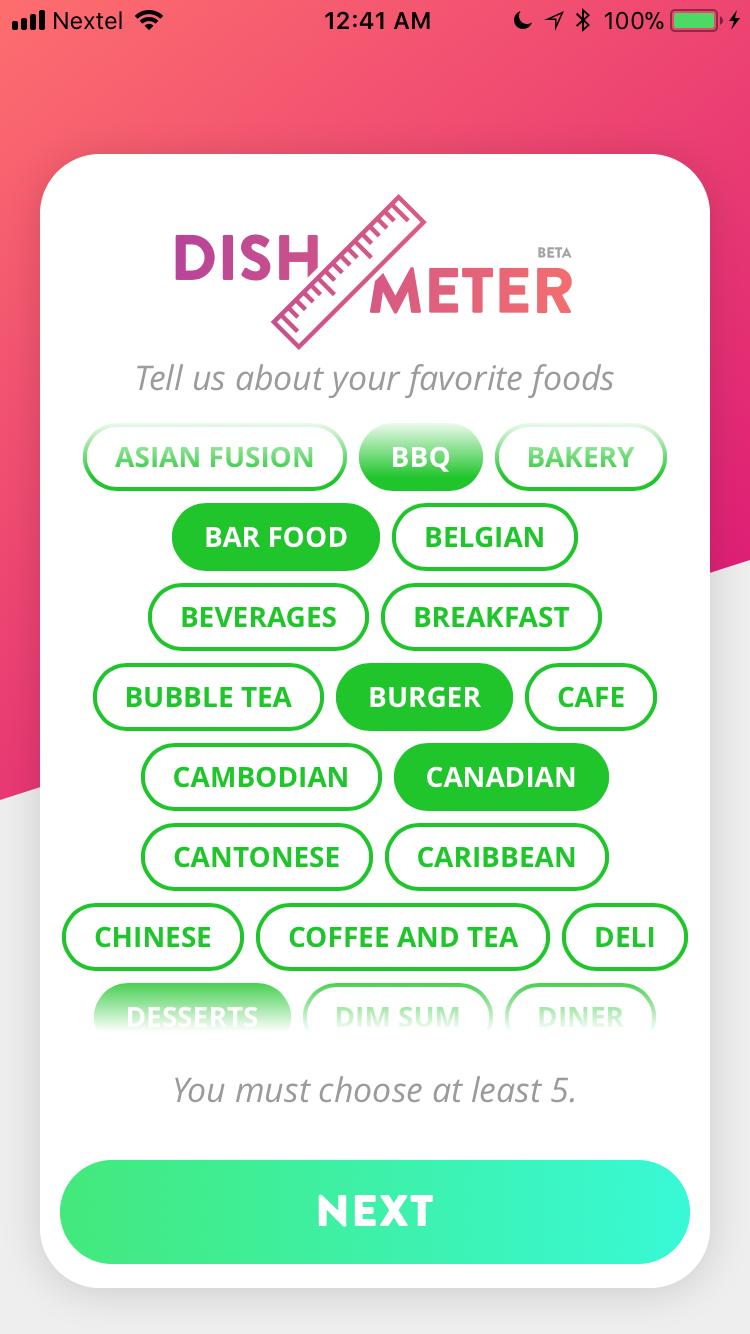 Nextel 12:41 AM 100%
DISH METER BETA
Tell us about your favorite foods
ASIAN FUSION BBQ BAKERY
BAR FOOD BELGIAN
BEVERAGES BREAKFAST
BUBBLE TEA BURGER CAFE
CAMBODIAN CANADIAN
CANTONESE CARIBBEAN
CHINESE COFFEE AND TEA DELI
DESSERTS DIM SUM DINER
You must choose at least 5.
NEXT